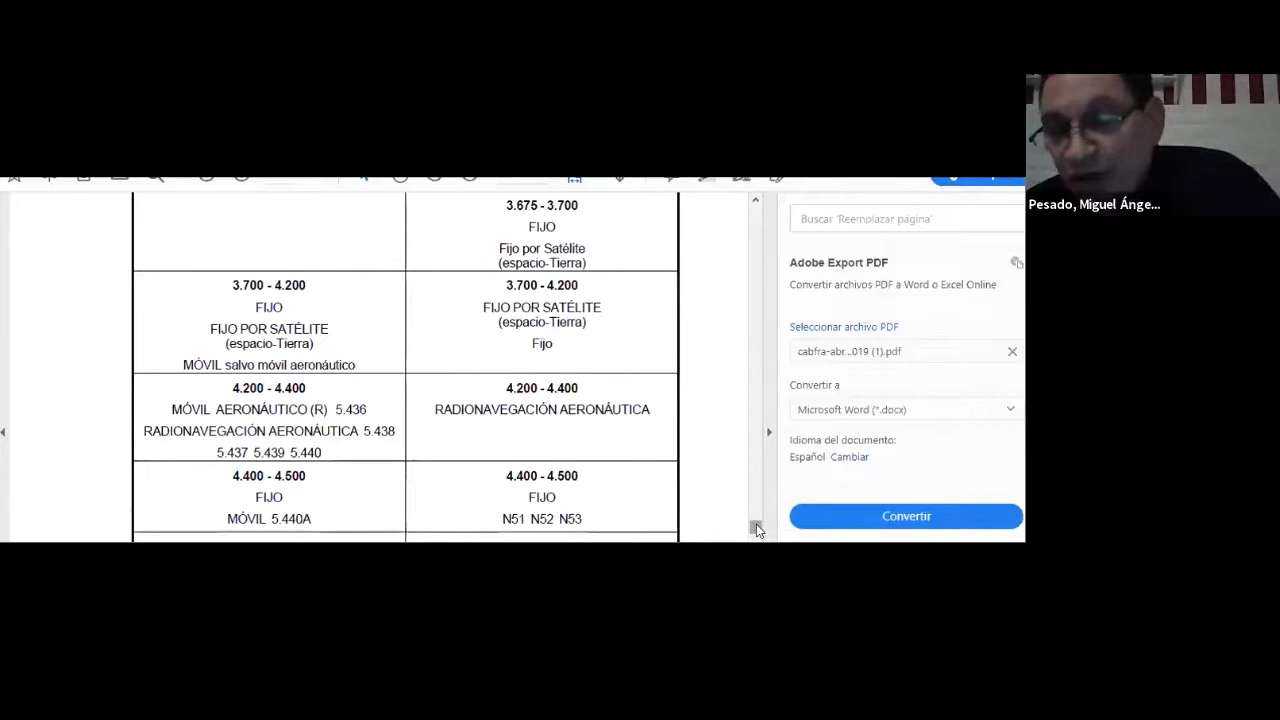 3.675 - 3.700
FIJO
Fijo por Satélite
(espacio-Tierra)
3.700 - 4.200
FIJO
FIJO POR SATÉLITE
(espacio-Tierra)
MÓVIL salvo móvil aeronáutico
3.700 - 4.200
FIJO POR SATÉLITE
(espacio-Tierra)
Fijo
4.200 - 4.400
MÓVIL AERONÁUTICO (R) 5.436
RADIONAVEGACIÓN AERONÁUTICA 5.438
5.437 5.439 5.440
4.200 - 4.400
RADIONAVEGACIÓN AERONÁUTICA
4.400 - 4.500
FIJO
MÓVIL 5.440A
4.400 - 4.500
FIJO
N51 N52 N53
Buscar 'Reemplazar página'
Adobe Export PDF
Convertir archivos PDF a Word o Excel Online
Seleccionar archivo PDF
cabfra-abr...019 (1).pdf
Convertir a
Microsoft Word (*.docx)
Idioma del documento:
Español Cambiar
Convertir
Pesado, Miguel Ánge...